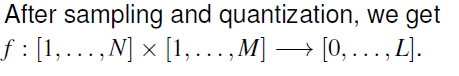 After sampling and quantization, we get
f : [1, . . . , N] × [1, . . . , M] ⟶ [0, . . . , L].